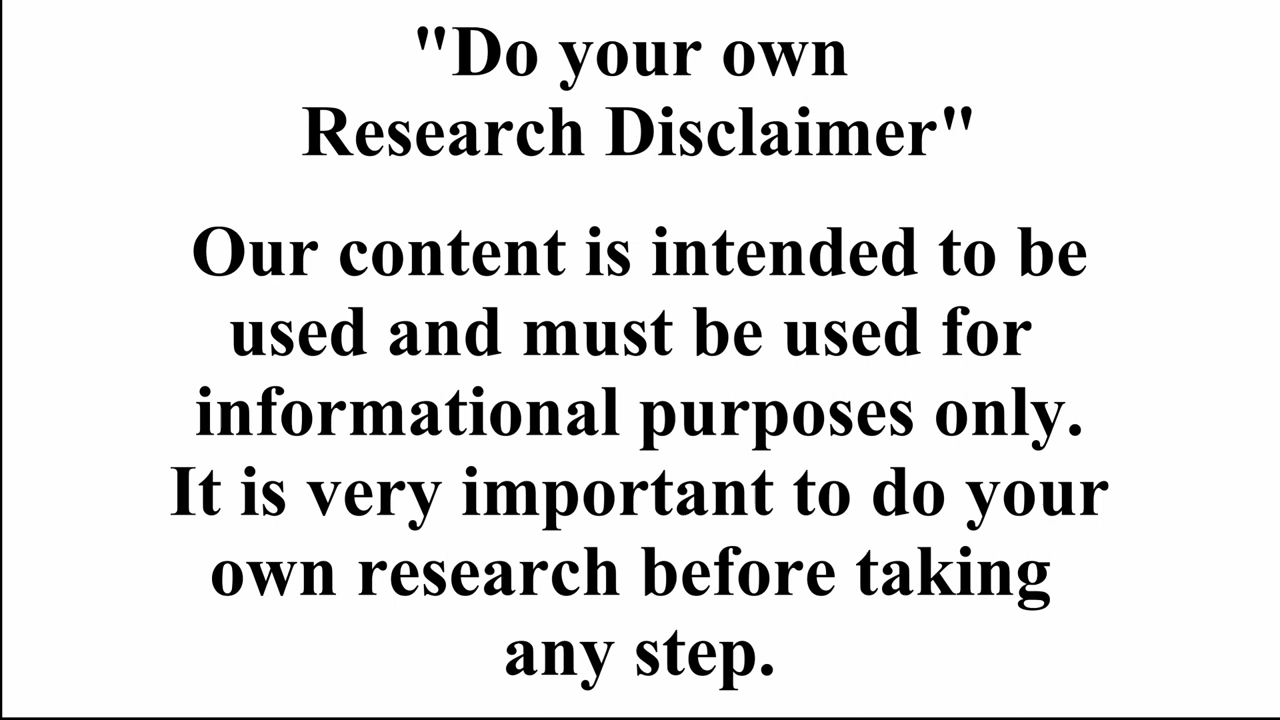 "Do your own
Research Disclaimer"
Our content is intended to be
used and must be used for
informational purposes only.
It is very important to do your
own research before taking
any step.